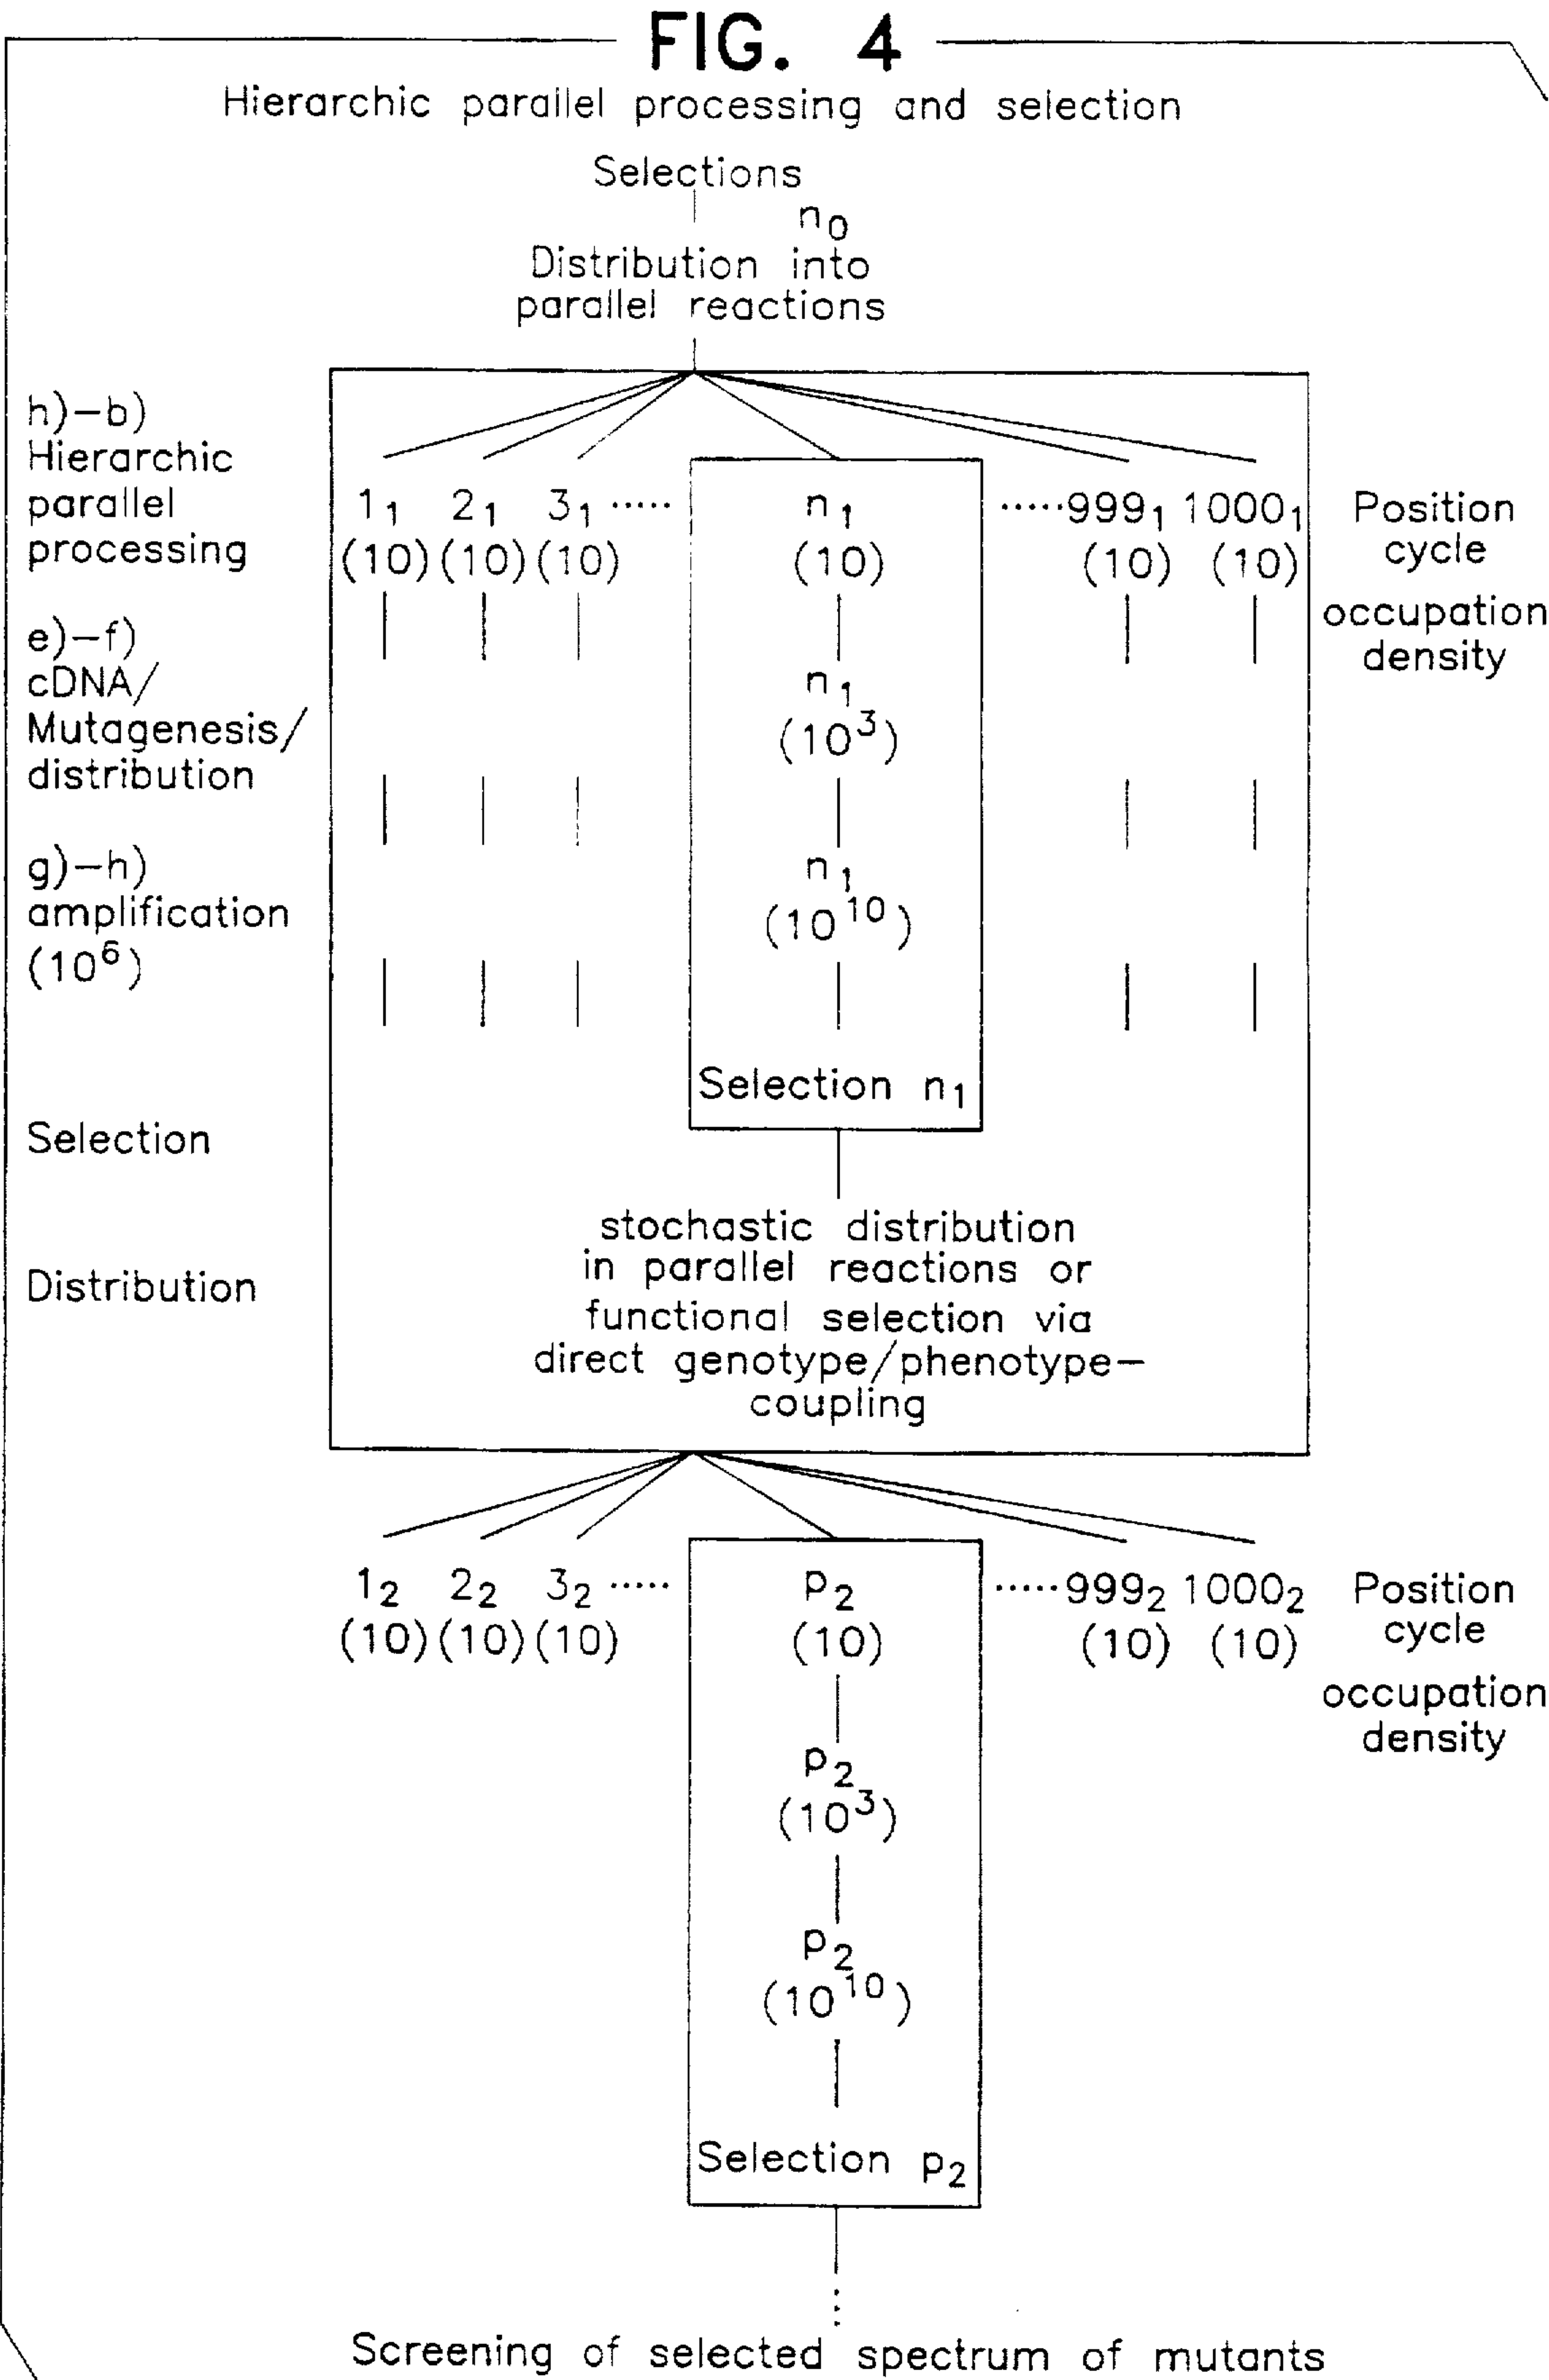 FIG. 4
Hierarchic parallel processing and selection
Selections
n₀
Distribution into
parallel reactions
h)-b)
Hierarchic
parallel
processing
1₁ 2₁ 3₁ ..... n₁ .....999₁ 1000₁ Position
cycle
(10) (10) (10) (10) (10) (10)
occupation
density
e)-f)
cDNA/
Mutagenesis/
distribution
n₁
(10³)
g)-h)
amplification
(10⁶)
n₁
(10¹⁰)
Selection n₁
Selection
Distribution
stochastic distribution
in parallel reactions or
functional selection via
direct genotype/phenotype-
coupling
1₂ 2₂ 3₂ ..... p₂ .....999₂ 1000₂ Position
cycle
(10) (10) (10) (10) (10) (10)
occupation
density
p₂
(10³)
p₂
(10¹⁰)
Selection p₂
Screening of selected spectrum of mutants